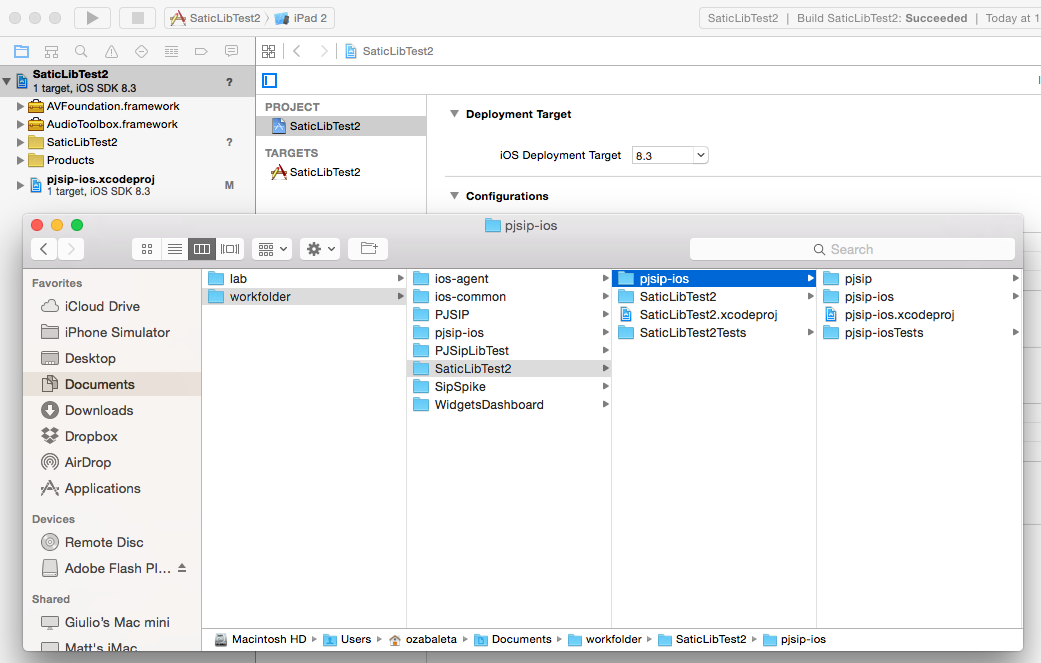 SaticLibTest2 〉 iPad 2
SaticLibTest2 | Build SaticLibTest2: Succeeded | Today at 1
SaticLibTest2
SaticLibTest2
1 target, iOS SDK 8.3
?
AVFoundation.framework
AudioToolbox.framework
SaticLibTest2 ?
Products
pjsip-ios.xcodeproj
1 target, iOS SDK 8.3
M
PROJECT
SaticLibTest2
TARGETS
SaticLibTest2
Deployment Target
iOS Deployment Target 8.3
Configurations
pjsip-ios
Search
Favorites
iCloud Drive
iPhone Simulator
Desktop
Documents
Downloads
Dropbox
AirDrop
Applications
Devices
Remote Disc
Adobe Flash Pl...
Shared
Giulio's Mac mini
Matt's iMac
lab
workfolder
ios-agent
ios-common
PJSIP
pjsip-ios
PJSipLibTest
SaticLibTest2
SipSpike
WidgetsDashboard
pjsip-ios
SaticLibTest2
SaticLibTest2.xcodeproj
SaticLibTest2Tests
pjsip
pjsip-ios
pjsip-ios.xcodeproj
pjsip-iosTests
Macintosh HD ▸ Users ▸ ozabaleta ▸ Documents ▸ workfolder ▸ SaticLibTest2 ▸ pjsip-ios